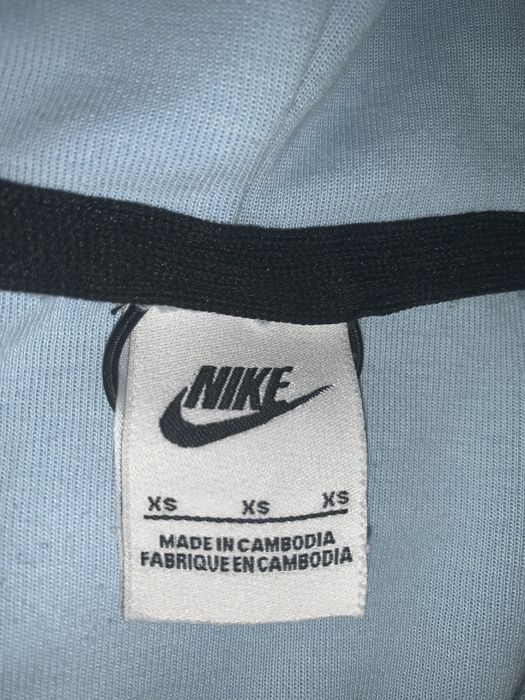 NIKE
XS XS XS
MADE IN CAMBODIA
FABRIQUE EN CAMBODIA